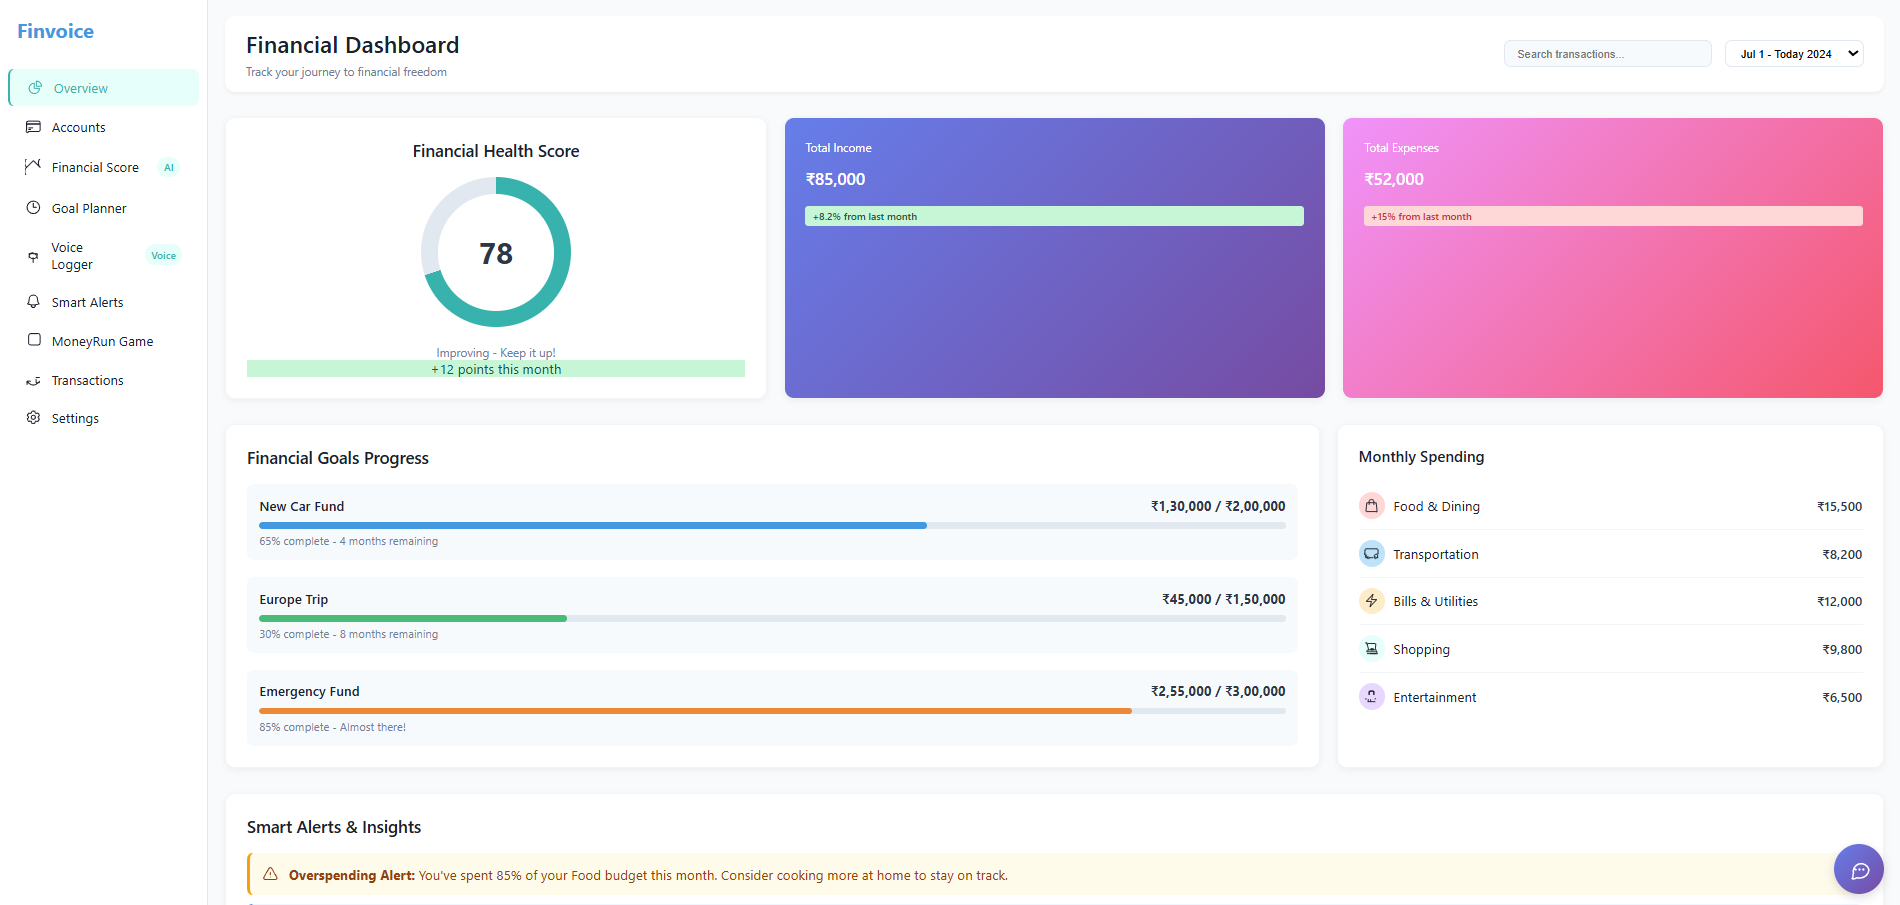 Finvoice
Overview
Accounts
Financial Score AI
Goal Planner
Voice
Logger
Voice
Smart Alerts
MoneyRun Game
Transactions
Settings
Financial Dashboard
Track your journey to financial freedom
Search transactions...
Jul 1 - Today 2024
Financial Health Score
78
Improving - Keep it up!
+12 points this month
Total Income
₹85,000
+8.2% from last month
Total Expenses
₹52,000
+15% from last month
Financial Goals Progress
New Car Fund ₹1,30,000 / ₹2,00,000
65% complete - 4 months remaining
Europe Trip ₹45,000 / ₹1,50,000
30% complete - 8 months remaining
Emergency Fund ₹2,55,000 / ₹3,00,000
85% complete - Almost there!
Monthly Spending
Food & Dining ₹15,500
Transportation ₹8,200
Bills & Utilities ₹12,000
Shopping ₹9,800
Entertainment ₹6,500
Smart Alerts & Insights
Overspending Alert: You've spent 85% of your Food budget this month. Consider cooking more at home to stay on track.